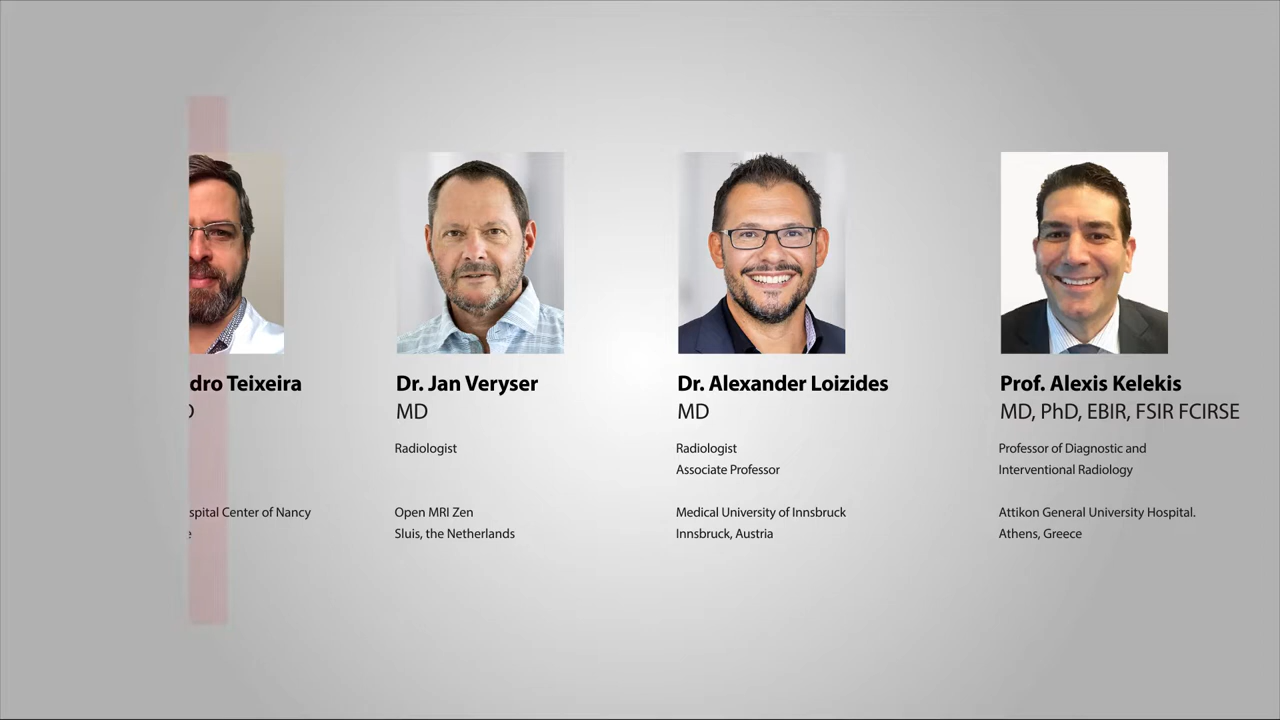 dro Teixeira
spital Center of Nancy
Dr. Jan Veryser
MD
Radiologist
Open MRI Zen
Sluis, the Netherlands
Dr. Alexander Loizides
MD
Radiologist
Associate Professor
Medical University of Innsbruck
Innsbruck, Austria
Prof. Alexis Kelekis
MD, PhD, EBIR, FSIR FCIRSE
Professor of Diagnostic and
Interventional Radiology
Attikon General University Hospital.
Athens, Greece